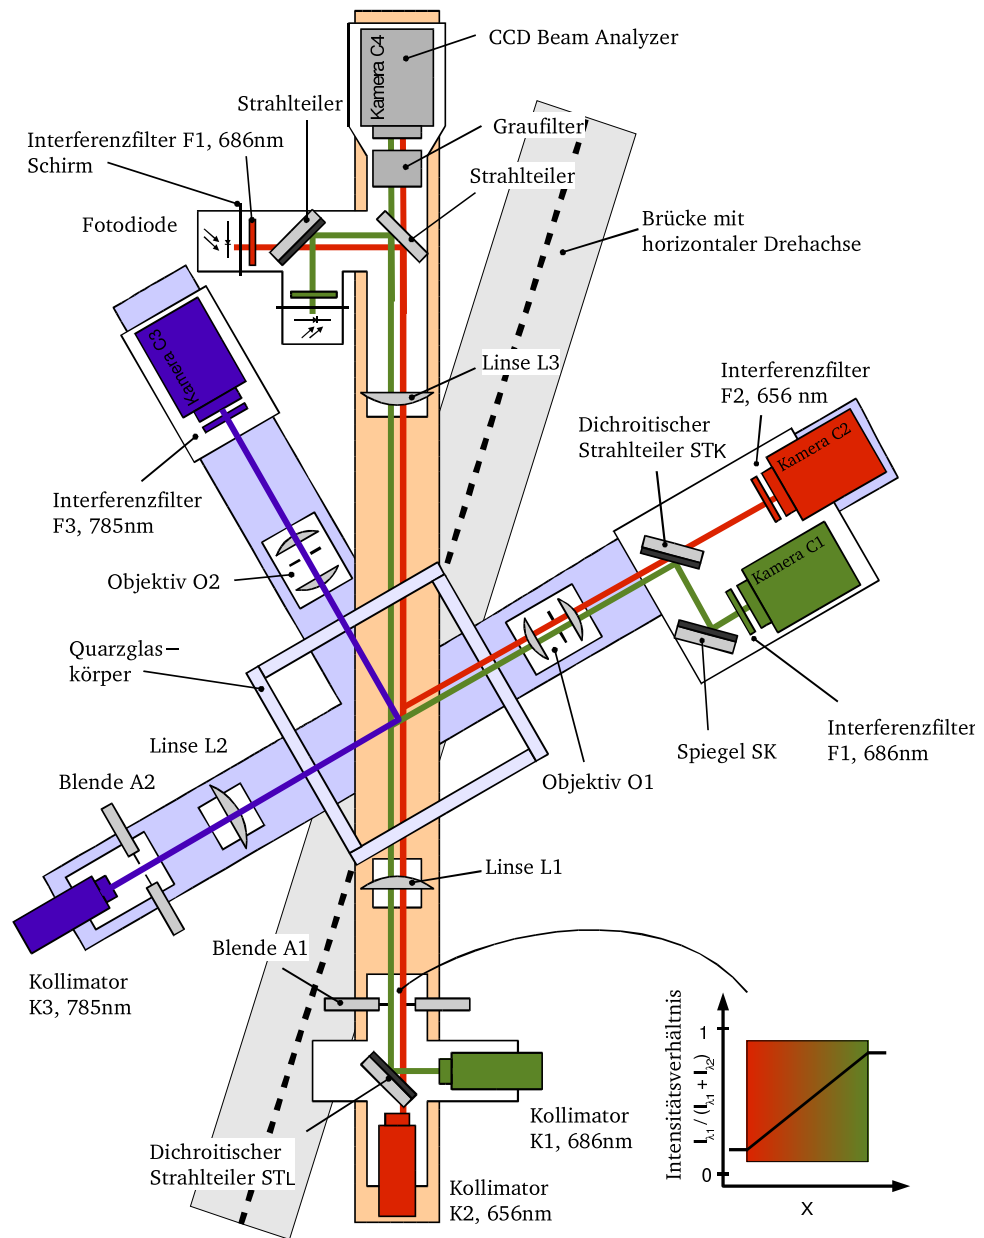 Kamera C4
CCD Beam Analyzer
Strahlteiler
Graufilter
Interferenzfilter F1, 686nm
Schirm
Strahlteiler
Fotodiode
Brücke mit
horizontaler Drehachse
Kamera C3
Linse L3
Interferenzfilter
F2, 656 nm
Dichroitischer
Strahlteiler STK
Kamera C2
Interferenzfilter
F3, 785nm
Kamera C1
Objektiv O2
Quarzglas–
körper
Interferenzfilter
F1, 686nm
Spiegel SK
Linse L2
Objektiv O1
Blende A2
Linse L1
Blende A1
Kollimator
K3, 785nm
Intensitätsverhältnis
Iλ1 / (Iλ1 + Iλ2)
1
0
X
Kollimator
K1, 686nm
Dichroitischer
Strahlteiler STL
Kollimator
K2, 656nm